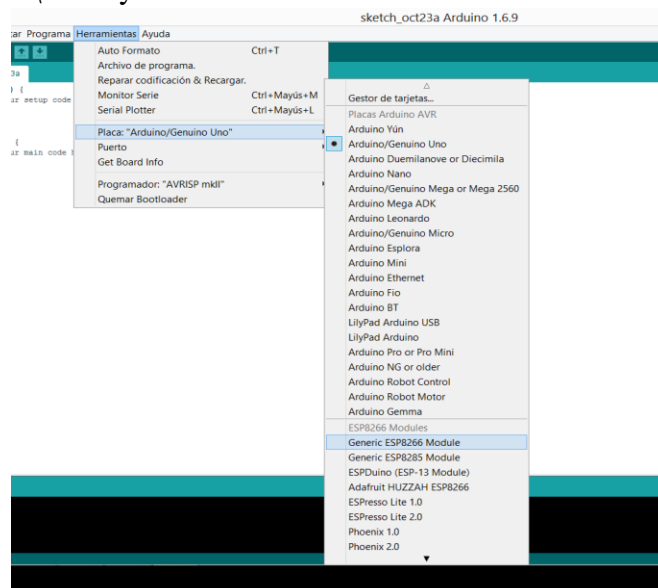 sketch_oct23a Arduino 1.6.9
Programa Herramientas Ayuda
Auto Formato Ctrl+T
Archivo de programa.
Reparar codificación & Recargar.
Monitor Serie Ctrl+Mayús+M
Serial Plotter Ctrl+Mayús+L
Placa: "Arduino/Genuino Uno"
Puerto
Get Board Info
Programador: "AVRISP mkII"
Quemar Bootloader
setup code
main code
Gestor de tarjetas...
Placas Arduino AVR
Arduino Yún
Arduino/Genuino Uno
Arduino Duemilanove or Diecimila
Arduino Nano
Arduino/Genuino Mega or Mega 2560
Arduino Mega ADK
Arduino Leonardo
Arduino/Genuino Micro
Arduino Esplora
Arduino Mini
Arduino Ethernet
Arduino Fio
Arduino BT
LilyPad Arduino USB
LilyPad Arduino
Arduino Pro or Pro Mini
Arduino NG or older
Arduino Robot Control
Arduino Robot Motor
Arduino Gemma
ESP8266 Modules
Generic ESP8266 Module
Generic ESP8285 Module
ESPDuino (ESP-13 Module)
Adafruit HUZZAH ESP8266
ESPresso Lite 1.0
ESPresso Lite 2.0
Phoenix 1.0
Phoenix 2.0